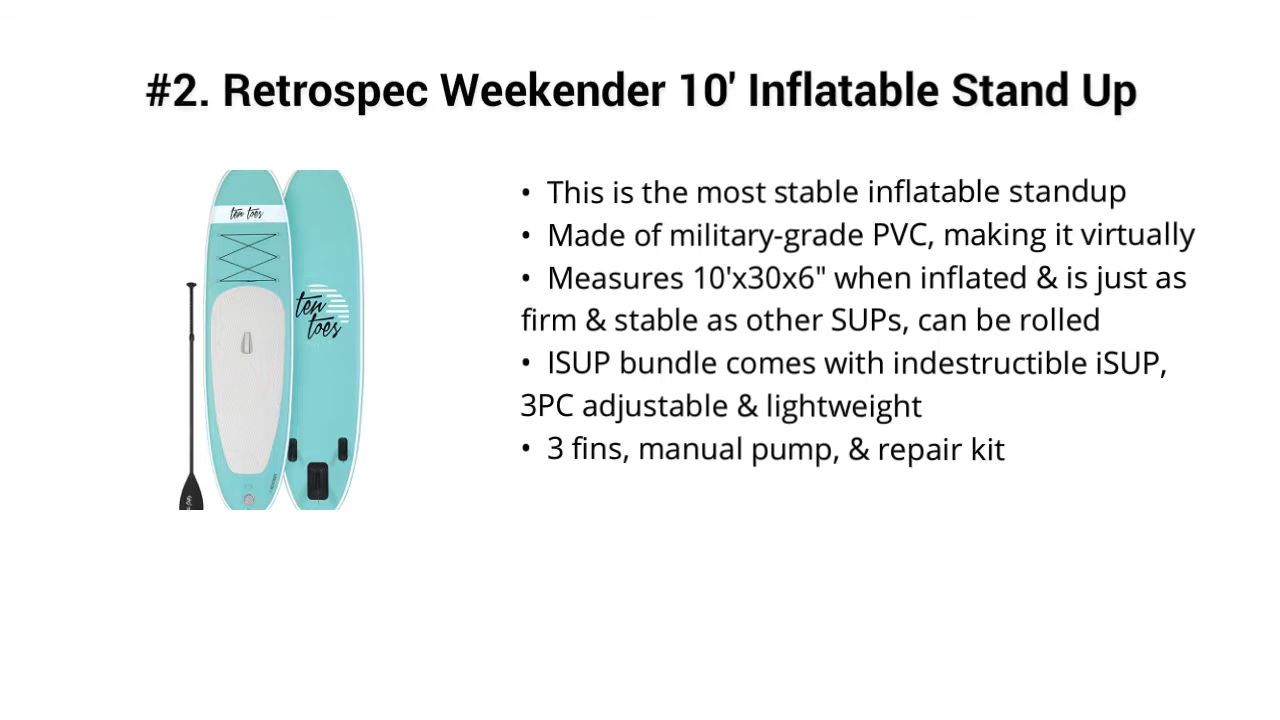 #2. Retrospec Weekender 10' Inflatable Stand Up
ten toes
ten
toes
• This is the most stable inflatable standup
• Made of military-grade PVC, making it virtually
• Measures 10'x30x6" when inflated & is just as
firm & stable as other SUPs, can be rolled
• ISUP bundle comes with indestructible iSUP,
3PC adjustable & lightweight
• 3 fins, manual pump, & repair kit